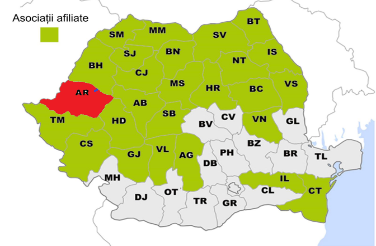 Asociații afiliate
BT
SM
MM
SV
BN
IS
SJ
NT
BH
CJ
MS
HR
BC
VS
AR
AB
SB
CV
VN
GL
TM
HD
BV
BZ
CS
VL
AG
PH
BR
TL
GJ
DB
MH
IL
OT
CL
CT
DJ
TR
GR